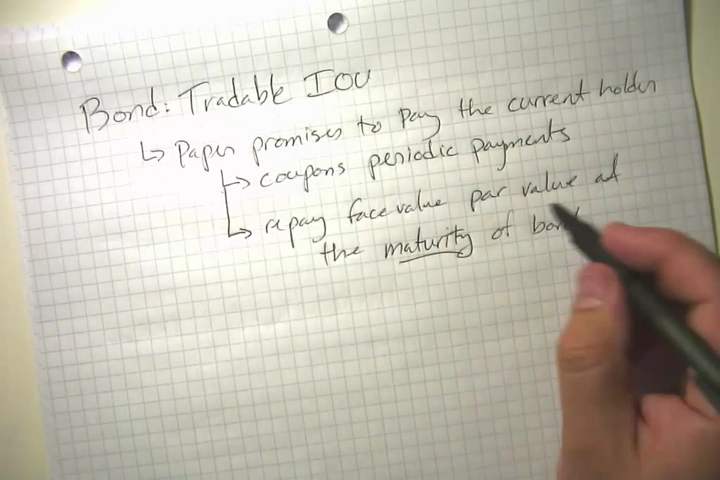 Bond: Tradable IOU
↳ Paper promises to pay the current holder
↳ coupons periodic payments
↳ repay face value par value at
the maturity of bond